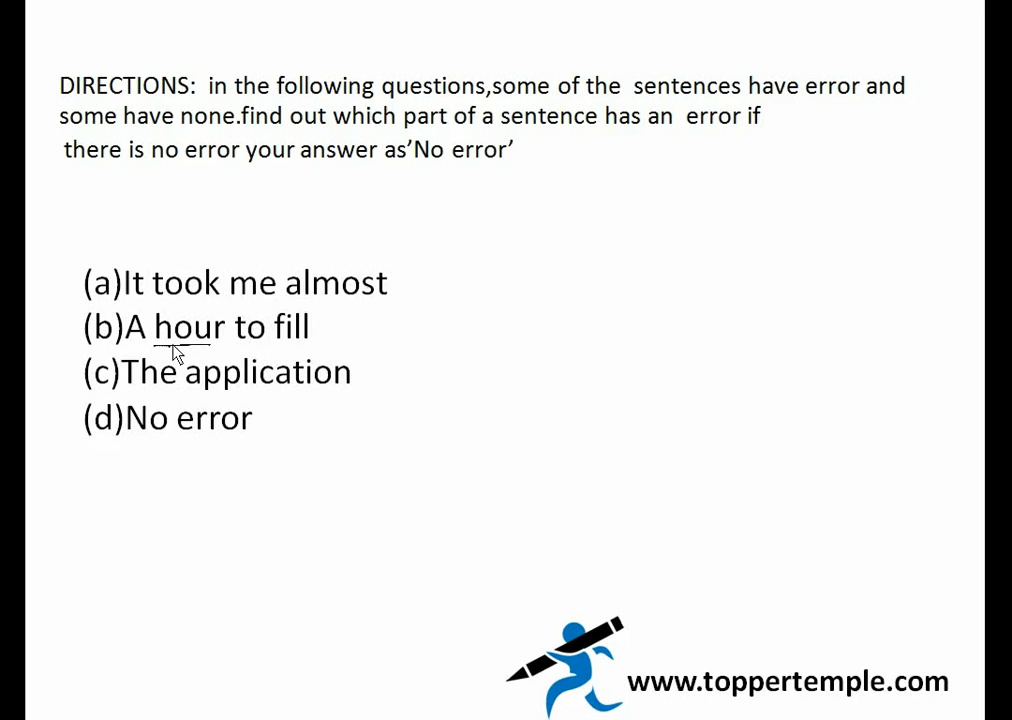 DIRECTIONS: in the following questions,some of the sentences have error and
some have none.find out which part of a sentence has an error if
there is no error your answer as’No error’
(a)It took me almost
(b)A hour to fill
(c)The application
(d)No error
www.toppertemple.com